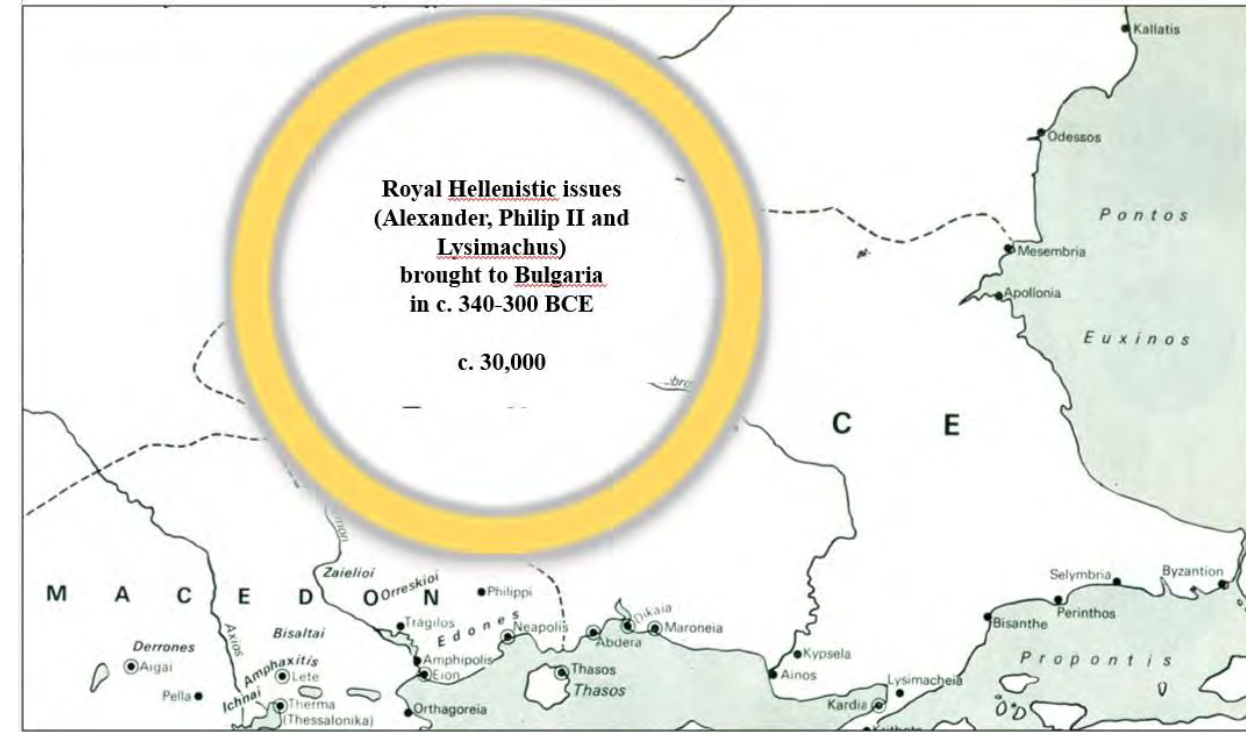 Kallatis
Odessos
Pontos
Mesembria
Apollonia
Euxinos
Royal Hellenistic issues
(Alexander, Philip II and
Lysimachus)
brought to Bulgaria
in c. 340-300 BCE
c. 30,000
C E
M A C E D O N
Zaielioi
Orreskioi
Philippi
Tragilos
Edones
Neapolis
Dikaia
Abdera
Maroneia
Bisaltai
Derrones
Axios
Aigai
Amphaxitis
Lete
Amphipolis
Eion
Pella
Ichnai
Therma
(Thessalonika)
Orthagoreia
Thasos
Thasos
Kypsela
Ainos
Lysimacheia
Kardia
Bisanthe
Perinthos
Selymbria
Byzantion
Propontis